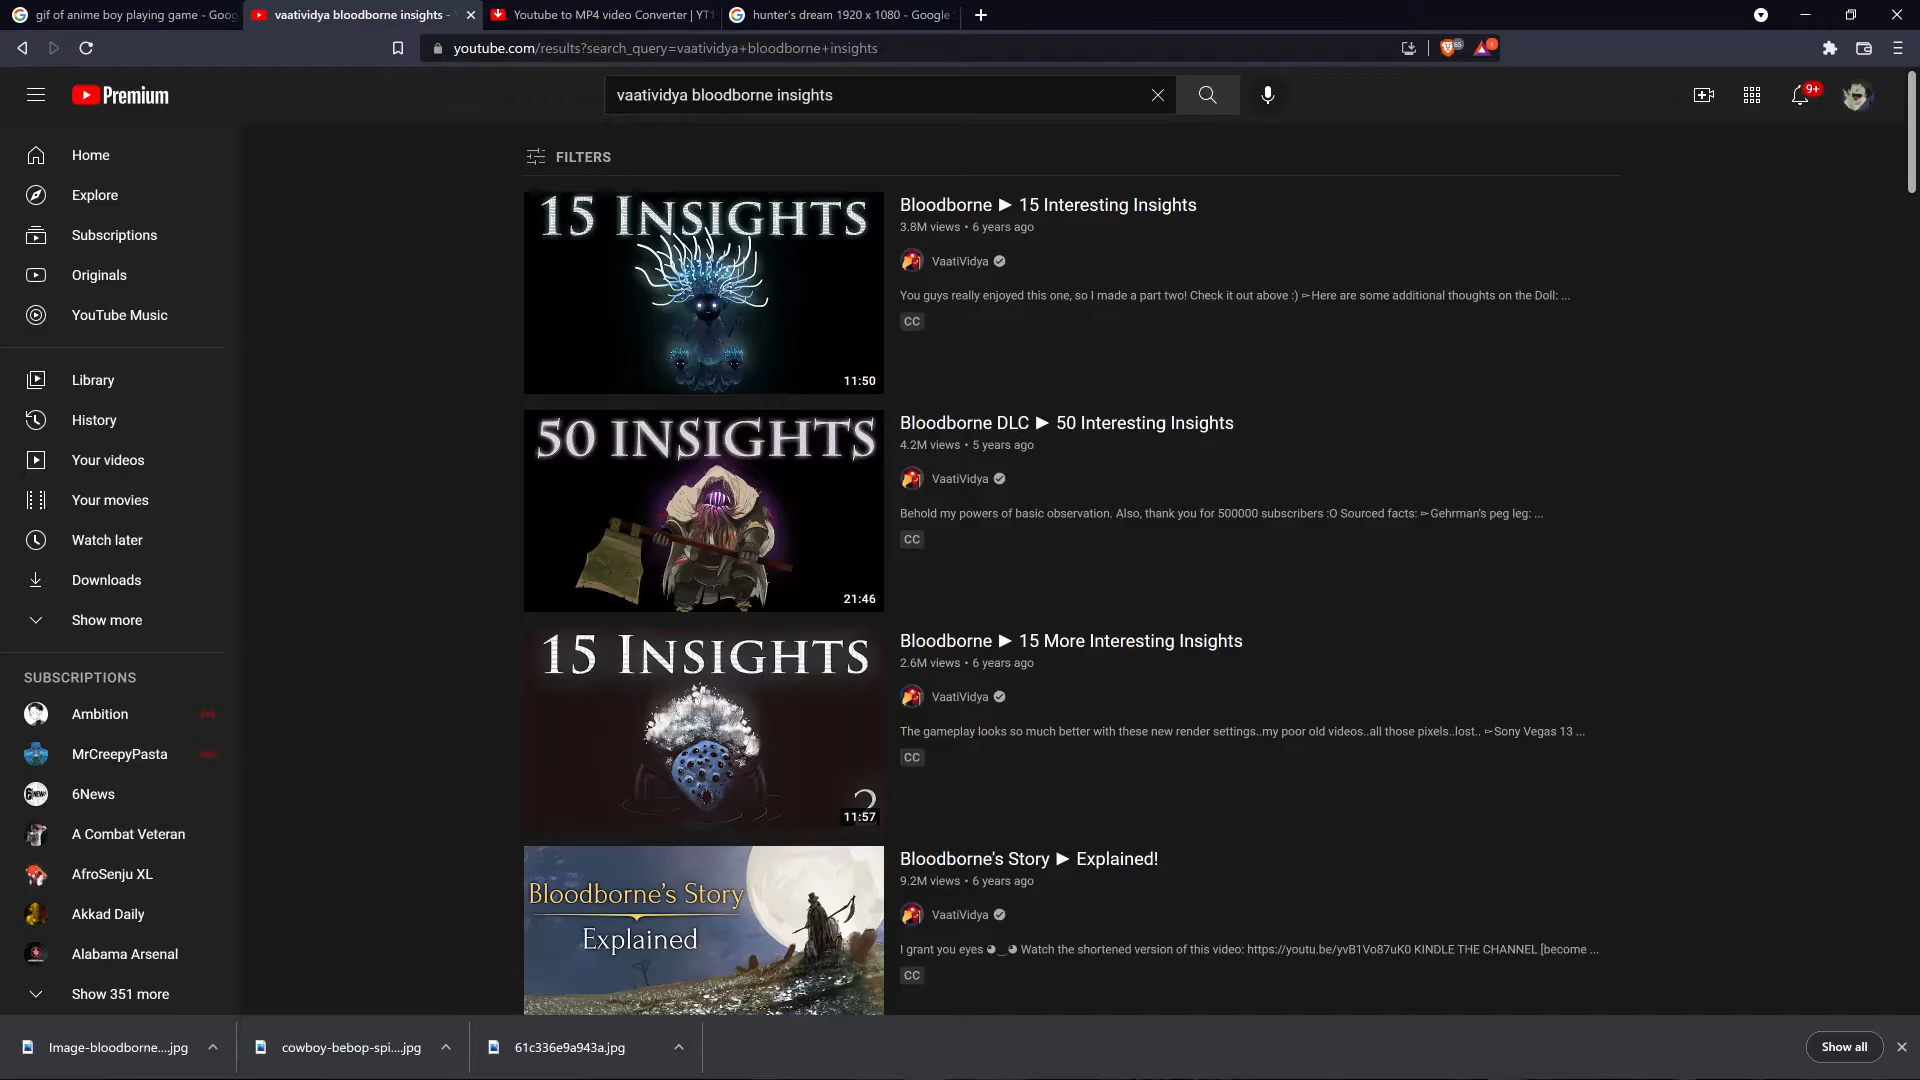 gif of anime boy playing game - Goog
vaatividya bloodborne insights -
Youtube to MP4 video Converter | YT1
hunter's dream 1920 x 1080 - Google
youtube.com/results?search_query=vaatividya+bloodborne+insights
65
1
Premium
vaatividya bloodborne insights
9+
Home
Explore
Subscriptions
Originals
YouTube Music
Library
History
Your videos
Your movies
Watch later
Downloads
Show more
SUBSCRIPTIONS
Ambition
MrCreepyPasta
6News
A Combat Veteran
AfroSenju XL
Akkad Daily
Alabama Arsenal
Show 351 more
FILTERS
15 INSIGHTS
11:50
Bloodborne ► 15 Interesting Insights
3.8M views • 6 years ago
VaatiVidya
You guys really enjoyed this one, so I made a part two! Check it out above :) ►Here are some additional thoughts on the Doll: ...
CC
50 INSIGHTS
21:46
Bloodborne DLC ► 50 Interesting Insights
4.2M views • 5 years ago
VaatiVidya
Behold my powers of basic observation. Also, thank you for 500000 subscribers :O Sourced facts: ►Gehrman's peg leg: ...
CC
15 INSIGHTS
2
11:57
Bloodborne ► 15 More Interesting Insights
2.6M views • 6 years ago
VaatiVidya
The gameplay looks so much better with these new render settings..my poor old videos..all those pixels..lost.. ►Sony Vegas 13 ...
CC
Bloodborne's Story
Explained
Bloodborne's Story ► Explained!
9.2M views • 6 years ago
VaatiVidya
I grant you eyes ◕‿◕ Watch the shortened version of this video: https://youtu.be/yvB1Vo87uK0 KINDLE THE CHANNEL [become ...
CC
Image-bloodborne....jpg
cowboy-bebop-spi....jpg
61c336e9a943a.jpg
Show all